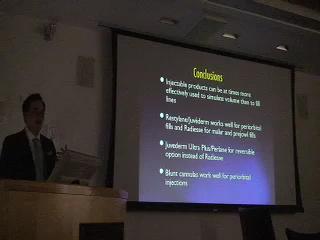 Conclusions
Injectable products can be at times more
effectively used to simulate volume than to fill
lines
Restylane/Juviderm works well for periorbital
fills and Radiesse for malar and prejowl fills
Juvederm Ultra Plus/Perlane for reversible
option instead of Radiesse
Blunt cannulas work well for periorbital
injections